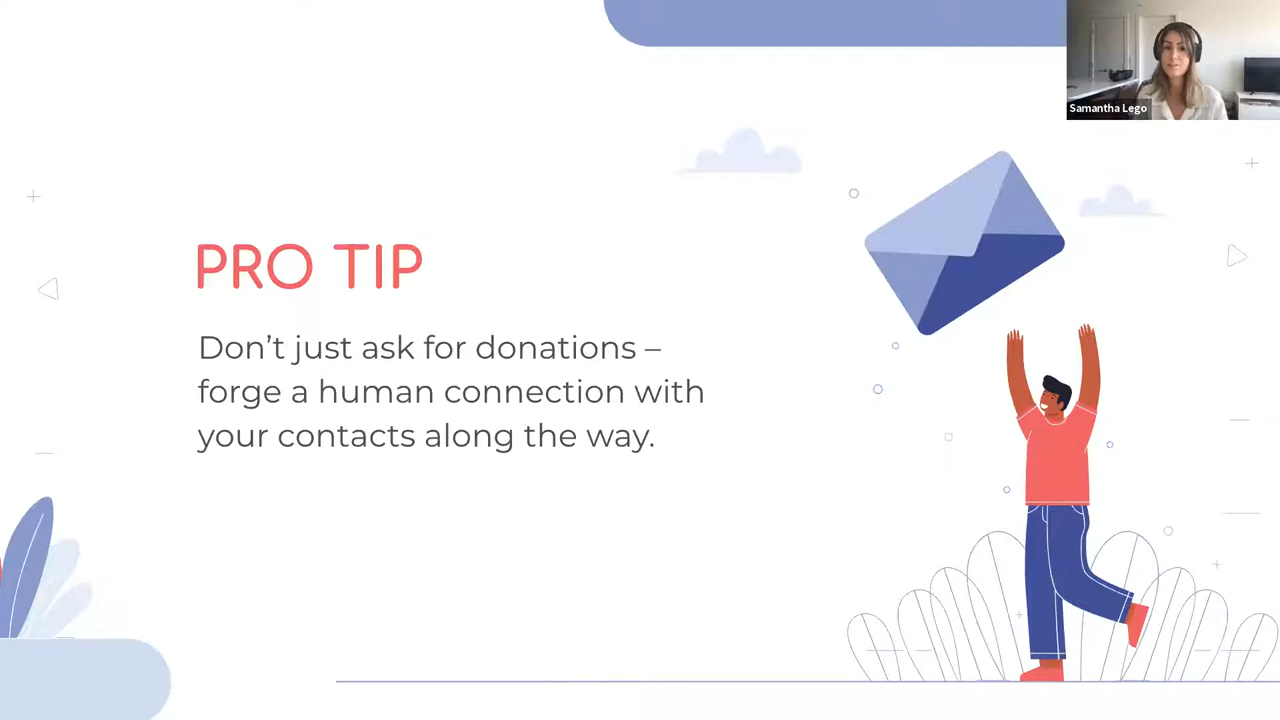 Samantha Lego
PRO TIP
Don’t just ask for donations –
forge a human connection with
your contacts along the way.